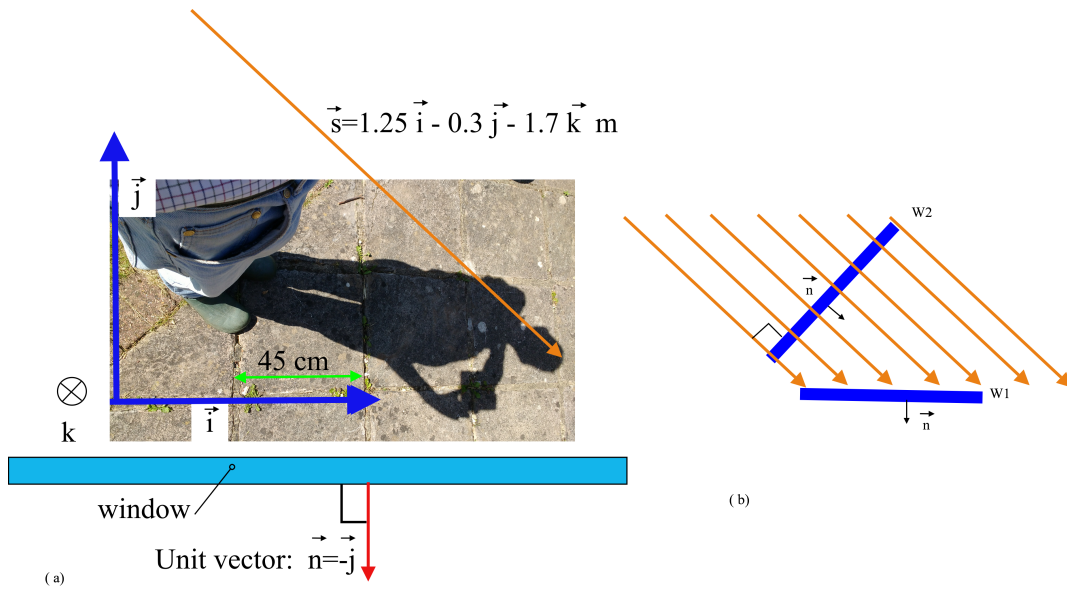 s=1.25 i - 0.3 j - 1.7 k m
j
W2
n
45 cm
W1
i
n
k
window
( b)
Unit vector: n=-j
( a)